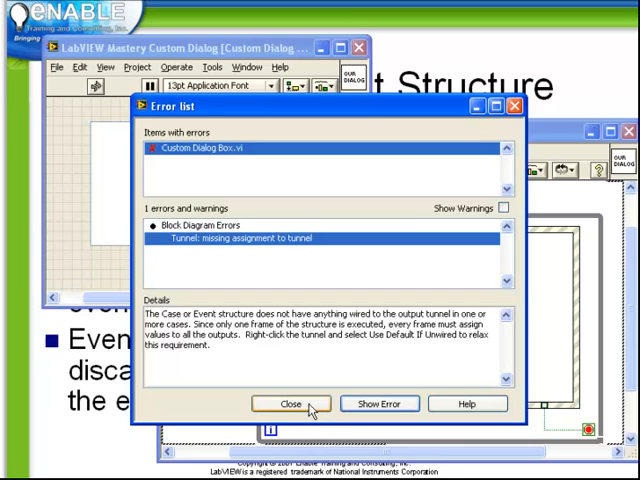 ENABLE
Training and Consulting, Inc.
Bringing
LabVIEW Mastery Custom Dialog [Custom Dialog ...
File Edit View Project Operate Tools Window Help
13pt Application Font
OUR
DIALOG
t Structure
Error list
Items with errors
Custom Dialog Box.vi
OUR
DIALOG
1 errors and warnings
Show Warnings
Block Diagram Errors
Tunnel: missing assignment to tunnel
Details
The Case or Event structure does not have anything wired to the output tunnel in one or
more cases. Since only one frame of the structure is executed, every frame must assign
values to all the outputs. Right-click the tunnel and select Use Default If Unwired to relax
this requirement.
Even
disca
the e
Close
Show Error
Help
i
Copyright © 2001 Enable Training and Consulting, Inc.
LabVIEW is a registered trademark of National Instruments Corporation